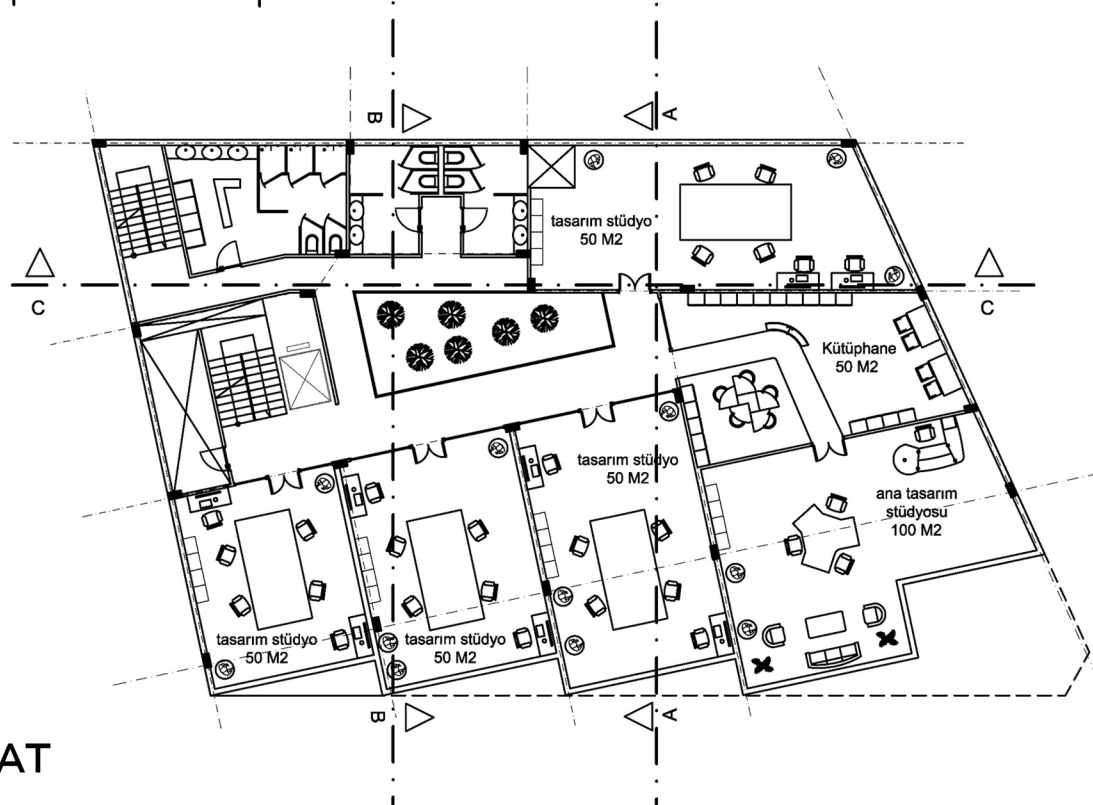 B
A
tasarım stüdyo
50 M2
C
C
Kütüphane
50 M2
tasarım stüdyo
50 M2
ana tasarım
stüdyosu
100 M2
tasarım stüdyo
50 M2
tasarım stüdyo
50 M2
B
A
AT